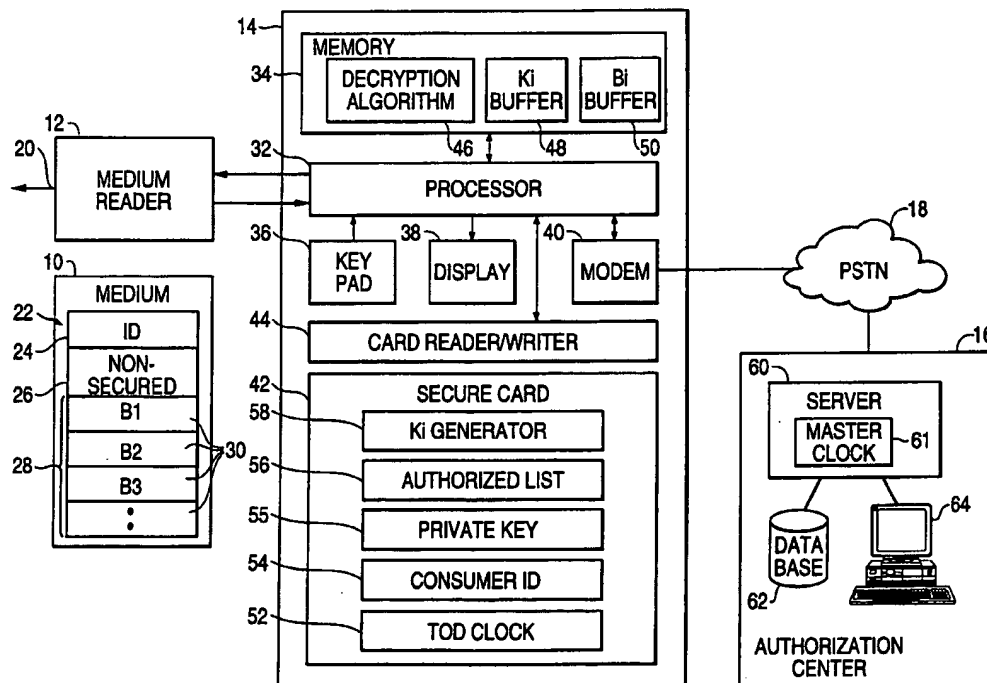 14
MEMORY
34
DECRYPTION
ALGORITHM
Ki
BUFFER
Bi
BUFFER
46
48
50
12
20
MEDIUM
READER
32
PROCESSOR
36
KEY
PAD
38
DISPLAY
40
MODEM
18
PSTN
10
MEDIUM
22
24
ID
26
NON-
SECURED
28
B1
B2
B3
30
44
CARD READER/WRITER
42
SECURE CARD
58
Ki GENERATOR
56
AUTHORIZED LIST
55
PRIVATE KEY
54
CONSUMER ID
52
TOD CLOCK
16
60
SERVER
MASTER
CLOCK
61
DATA
BASE
62
64
AUTHORIZATION
CENTER